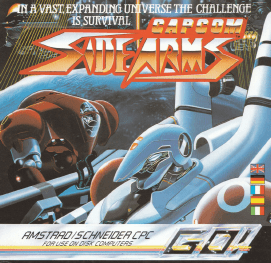 IN A VAST, EXPANDING UNIVERSE THE CHALLENGE
IS SURVIVAL.
CAPCOM
SIDE ARMS
AMSTRAD/SCHNEIDER CPC
FOR USE ON DISK COMPUTERS
GO!